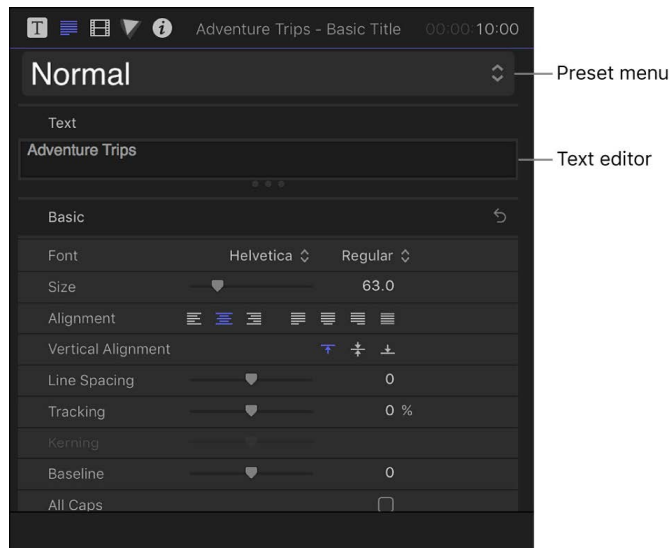 T i Adventure Trips - Basic Title 00:00:10:00
Normal
Preset menu
Text
Adventure Trips
Text editor
Basic
Font Helvetica Regular
Size 63.0
Alignment
Vertical Alignment
Line Spacing 0
Tracking 0 %
Kerning
Baseline 0
All Caps